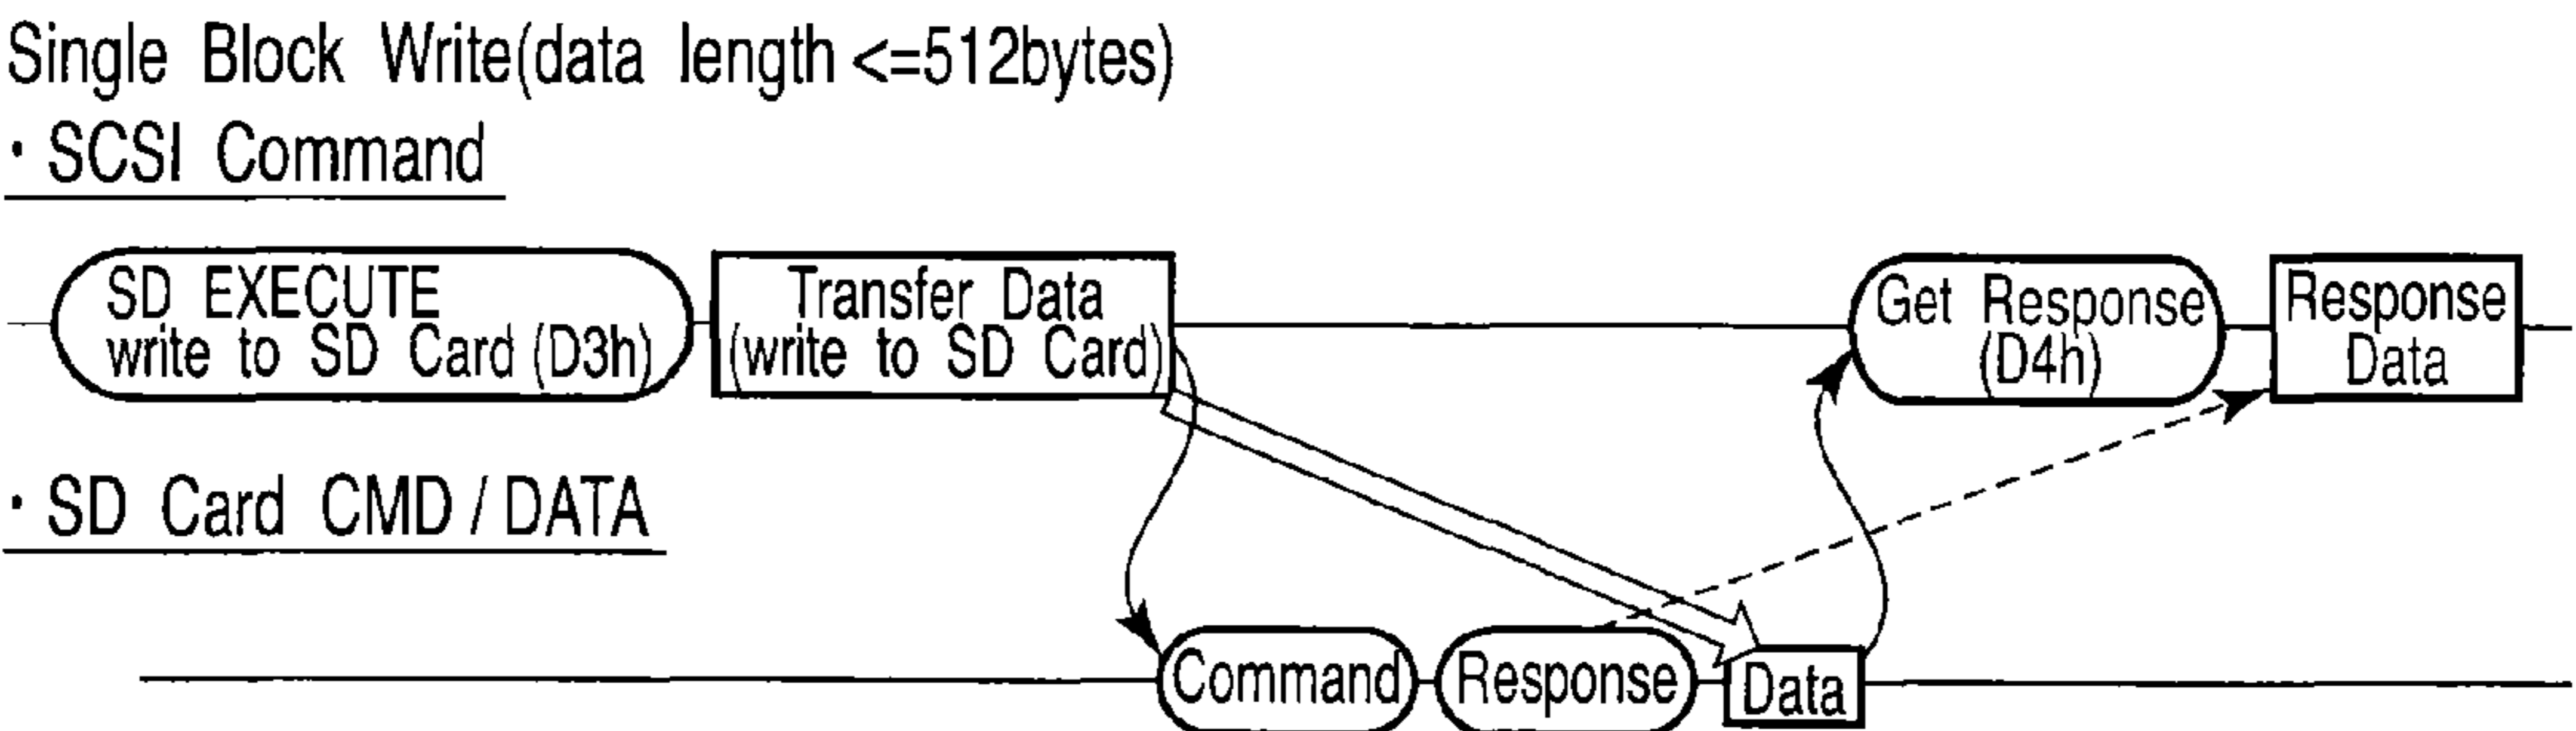 Single Block Write(data length <=512bytes)
· SCSI Command
SD EXECUTE
write to SD Card (D3h)
Transfer Data
(write to SD Card)
Get Response
(D4h)
Response
Data
· SD Card CMD / DATA
Command
Response
Data